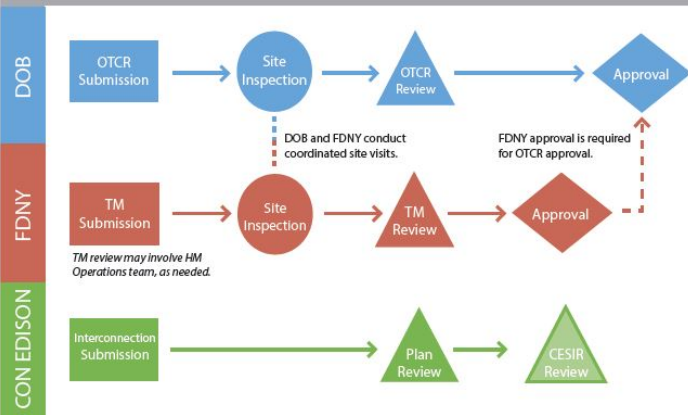 DOB
OTCR
Submission
Site
Inspection
OTCR
Review
Approval
DOB and FDNY conduct
coordinated site visits.
FDNY approval is required
for OTCR approval.
FDNY
TM
Submission
Site
Inspection
TM
Review
Approval
TM review may involve HM
Operations team, as needed.
CON EDISON
Interconnection
Submission
Plan
Review
CESIR
Review